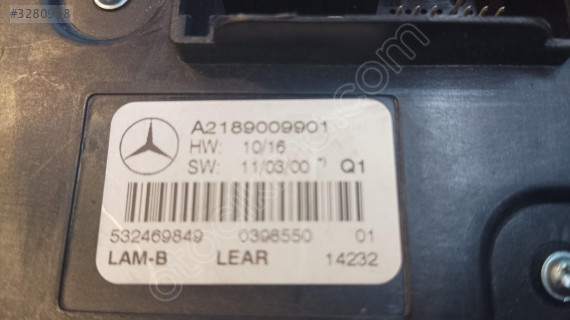 A2189009901
HW: 10/16
SW: 11/03/00 *) Q1
532469849 0398550 01
LAM-B LEAR 14232